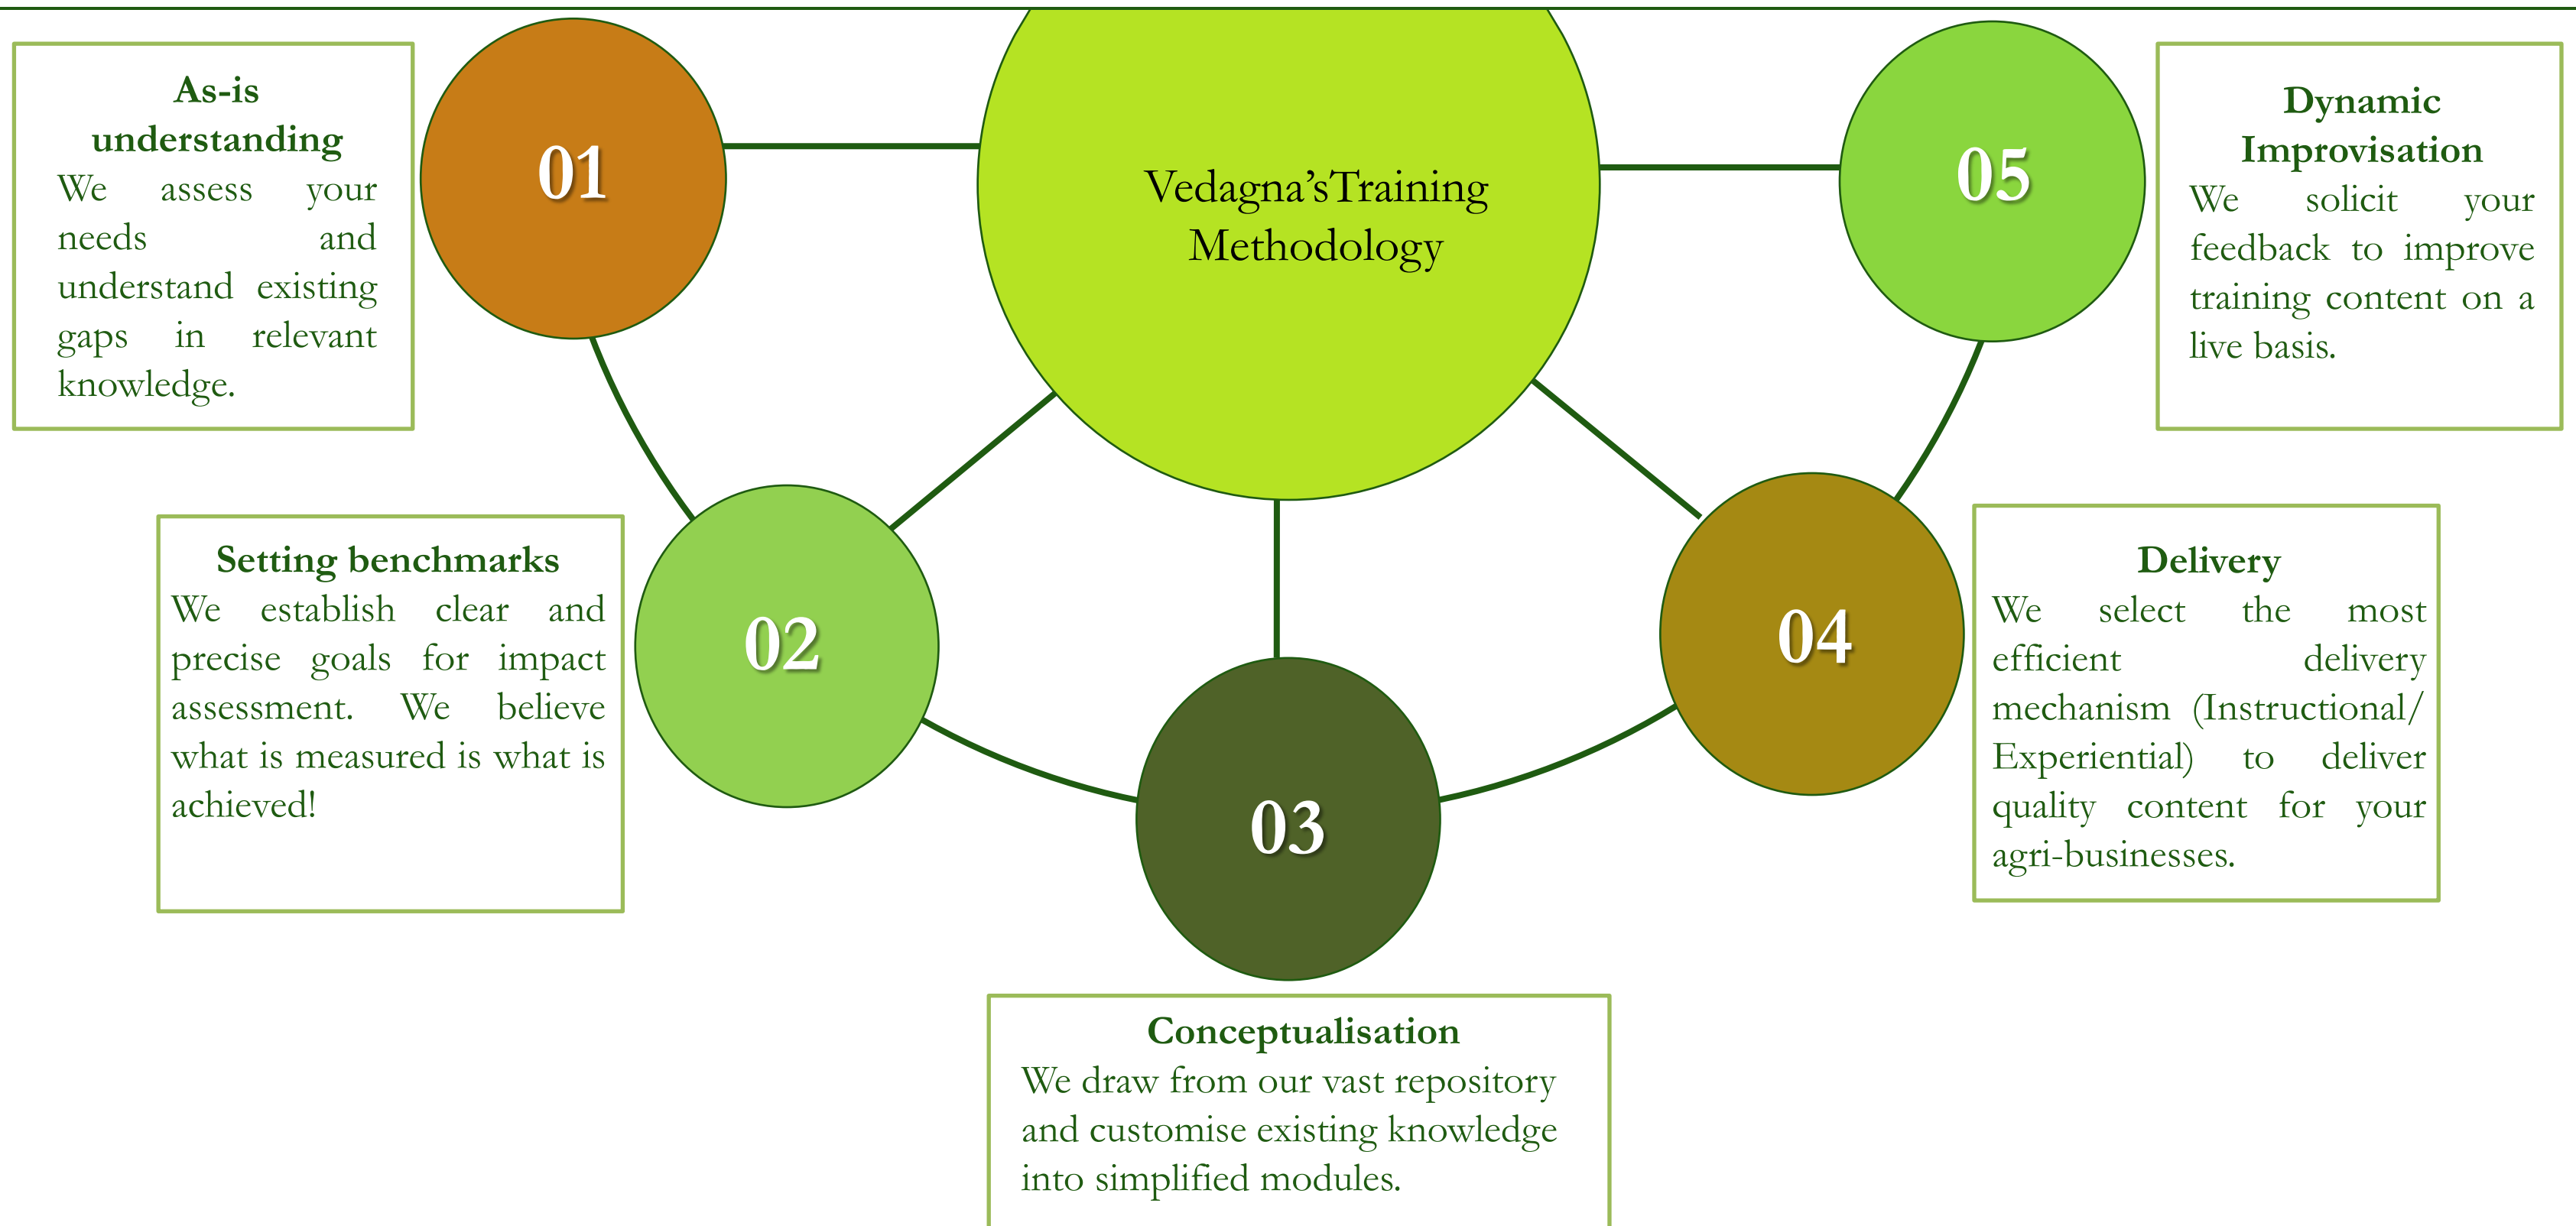 Vedagna'sTraining
Methodology
01
As-is
understanding
We assess your
needs and
understand existing
gaps in relevant
knowledge.
02
Setting benchmarks
We establish clear and
precise goals for impact
assessment. We believe
what is measured is what is
achieved!
03
Conceptualisation
We draw from our vast repository
and customise existing knowledge
into simplified modules.
04
Delivery
We select the most
efficient delivery
mechanism (Instructional/
Experiential) to deliver
quality content for your
agri-businesses.
05
Dynamic
Improvisation
We solicit your
feedback to improve
training content on a
live basis.